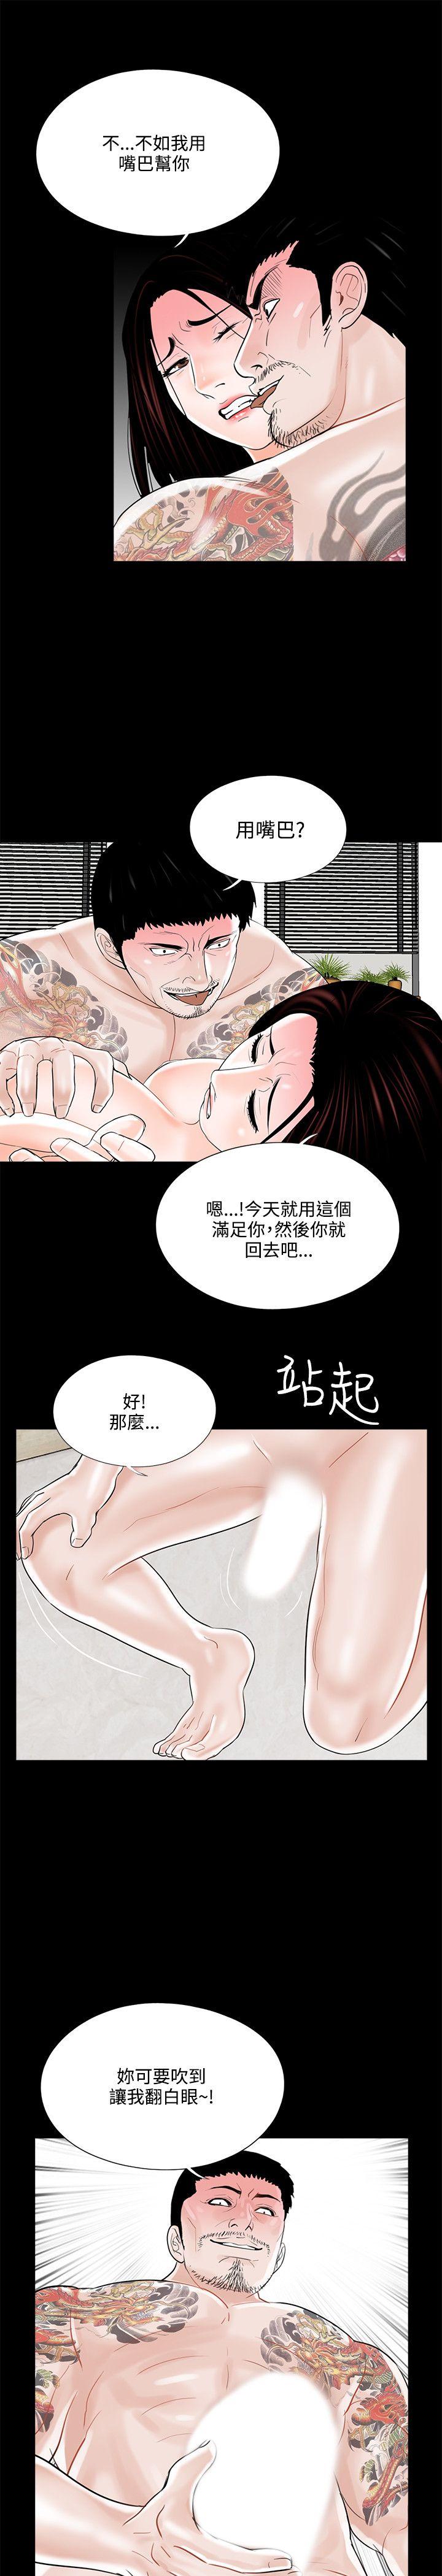 不...不如我用
嘴巴幫你
用嘴巴?
嗯...!今天就用這個
滿足你,然後你就
回去吧...
站起
好!
那麼...
妳可要吹到
讓我翻白眼~!